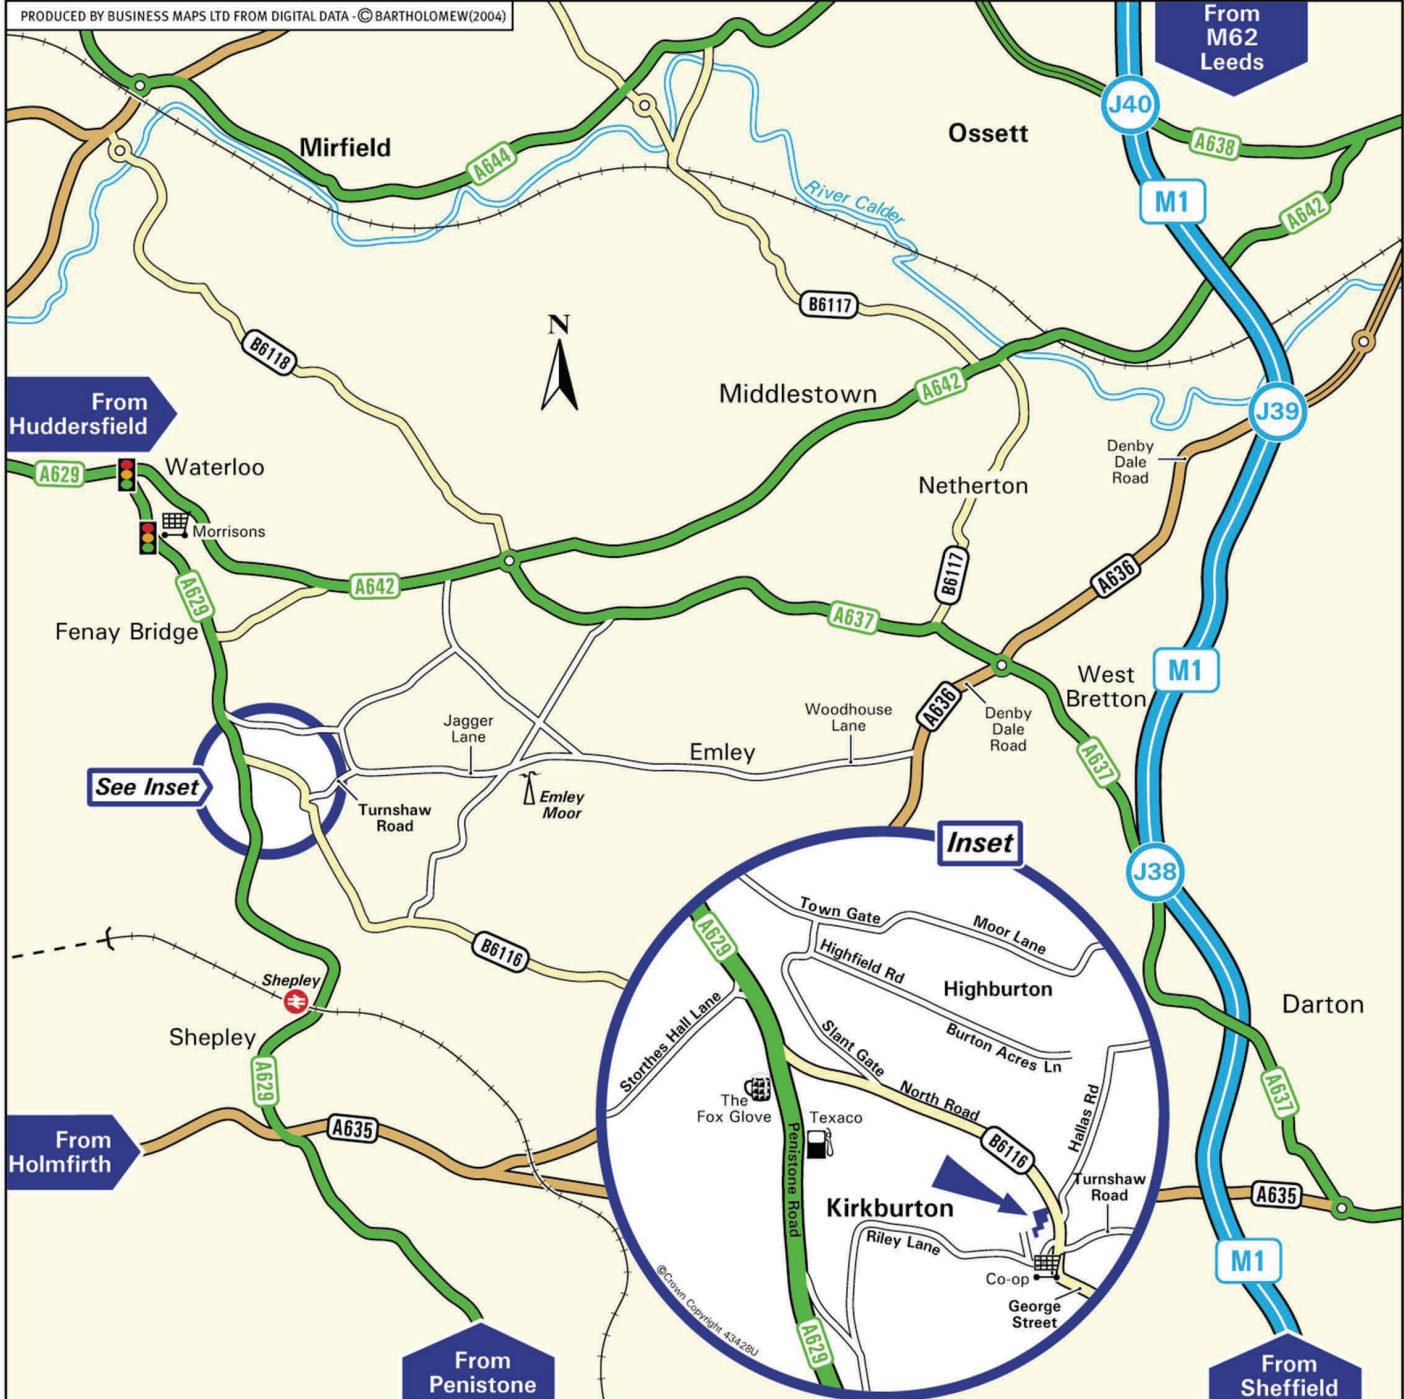 PRODUCED BY BUSINESS MAPS LTD FROM DIGITAL DATA - © BARTHOLOMEW(2004)
From
M62
Leeds
J40
Ossett
A638
Mirfield
A644
M1
River Calder
A642
B6117
N
B6118
From
Huddersfield
Middlestown
A642
J39
Denby
Dale
Road
A629
Waterloo
Netherton
Morrisons
A642
A629
B6117
A636
Fenay Bridge
A637
M1
West
Bretton
A636
Denby
Dale
Road
Woodhouse
Lane
Jagger
Lane
Emley
A637
See Inset
Emley
Moor
Turnshaw
Road
Inset
J38
B6116
Shepley
Shepley
A629
Darton
A637
From
Holmfirth
A635
A635
M1
From
Penistone
From
Sheffield
A629
Town Gate
Moor Lane
Highfield Rd
Highburton
Storthes Hall Lane
Slant Gate
Burton Acres Ln
North Road
The
Fox Glove
Texaco
Hallas Rd
B6116
Penistone Road
Turnshaw
Road
Kirkburton
Riley Lane
Co-op
George
Street
A629
©Crown Copyright 43428U